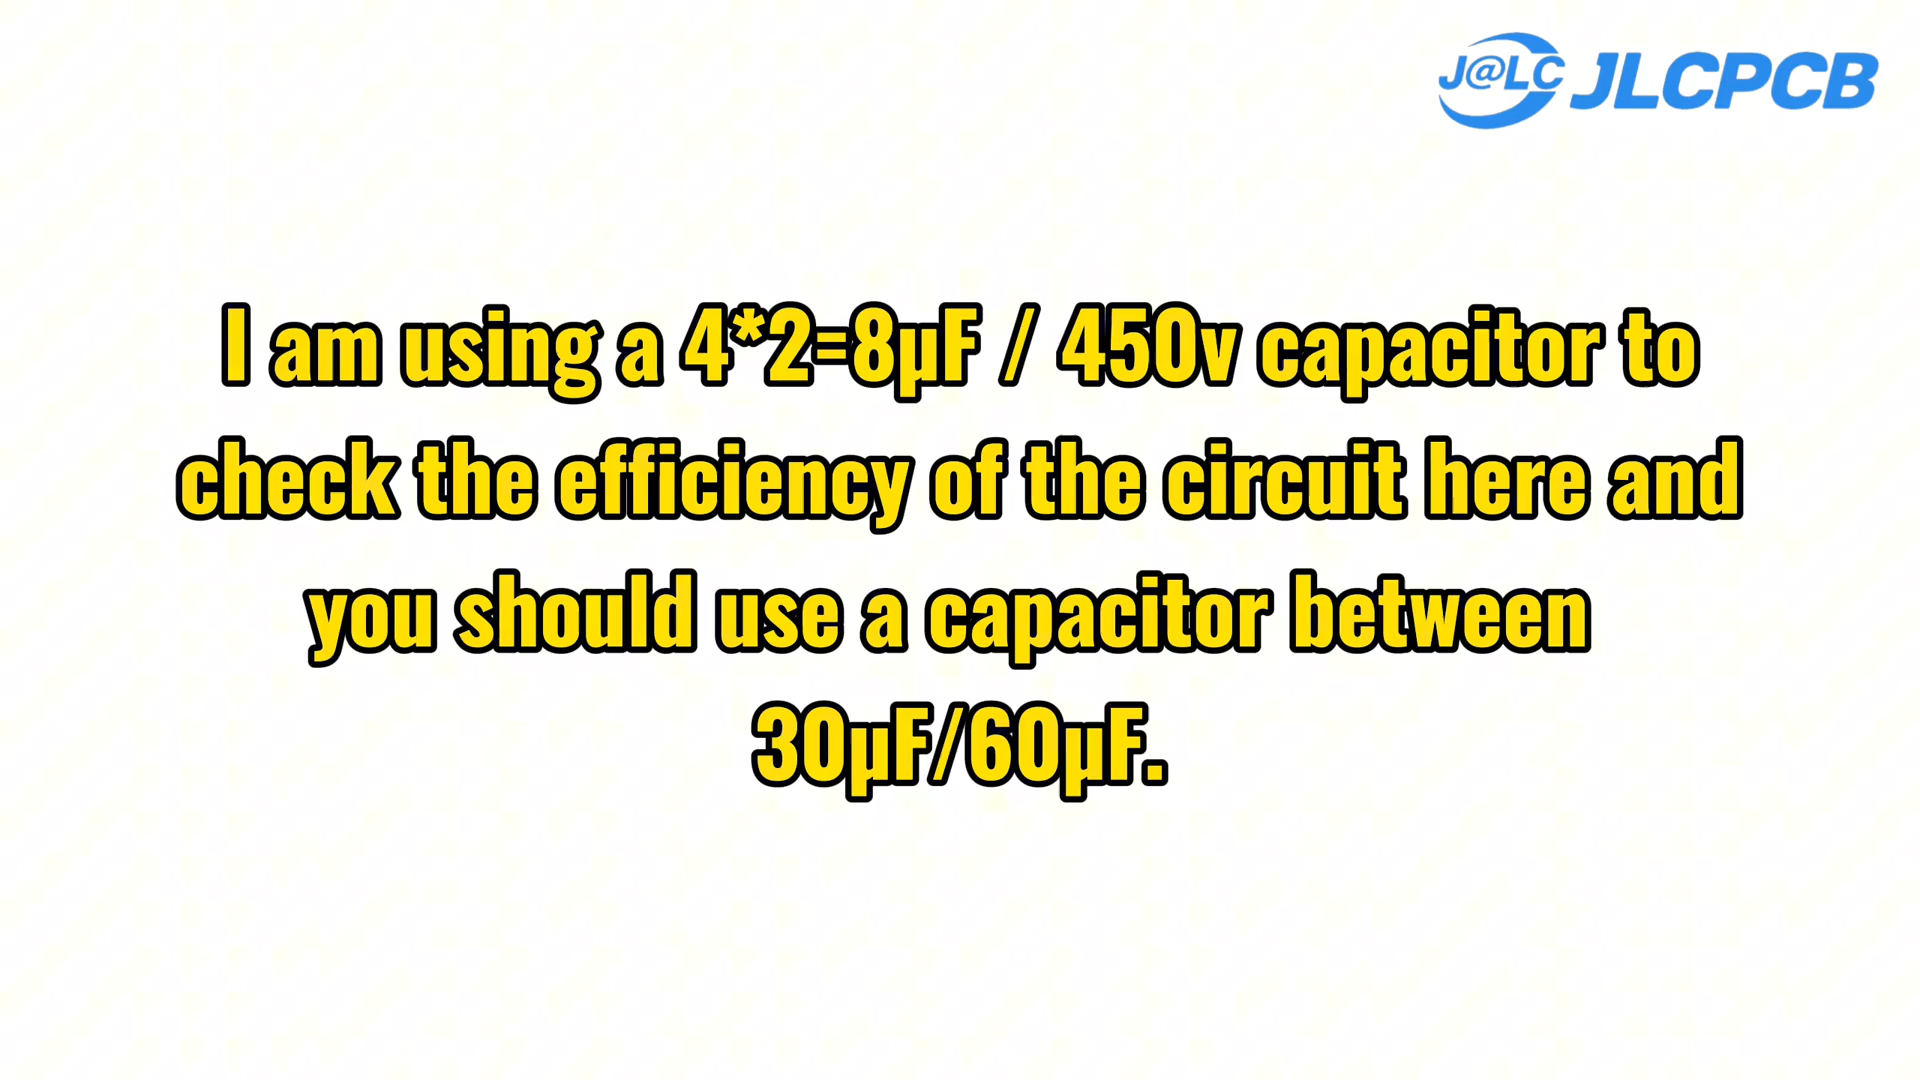 J@LC JLCPCB
I am using a 4*2=8µF / 450v capacitor to
check the efficiency of the circuit here and
you should use a capacitor between
30µF/60µF.